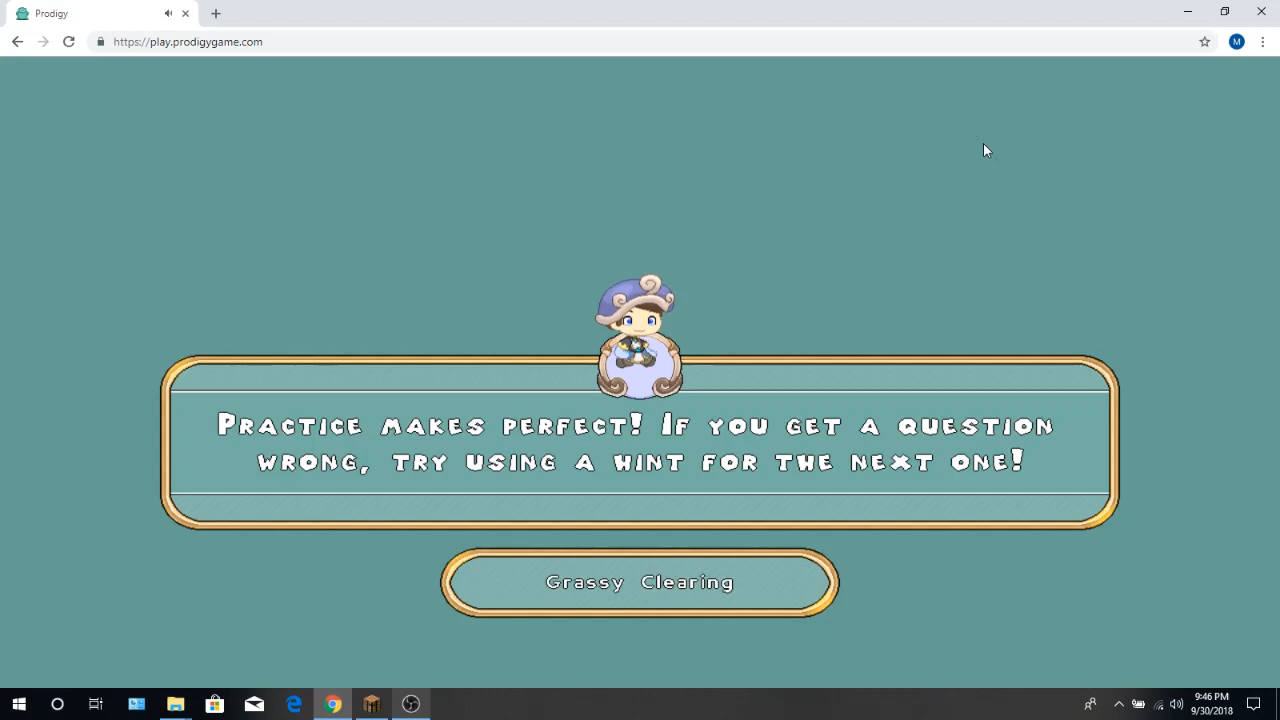 Prodigy
https://play.prodigygame.com
M
Practice makes perfect! If you get a question
wrong, try using a hint for the next one!
Grassy Clearing
9:46 PM
9/30/2018